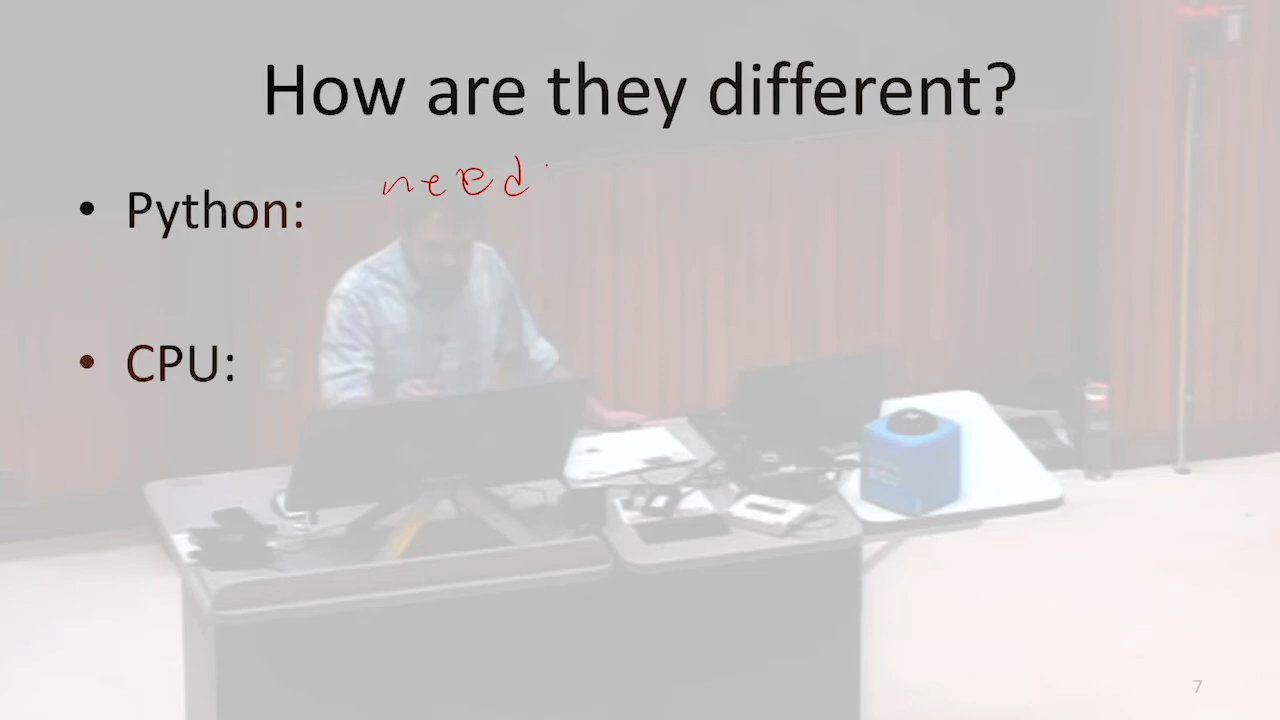 How are they different?
need
• Python:
• CPU:
7